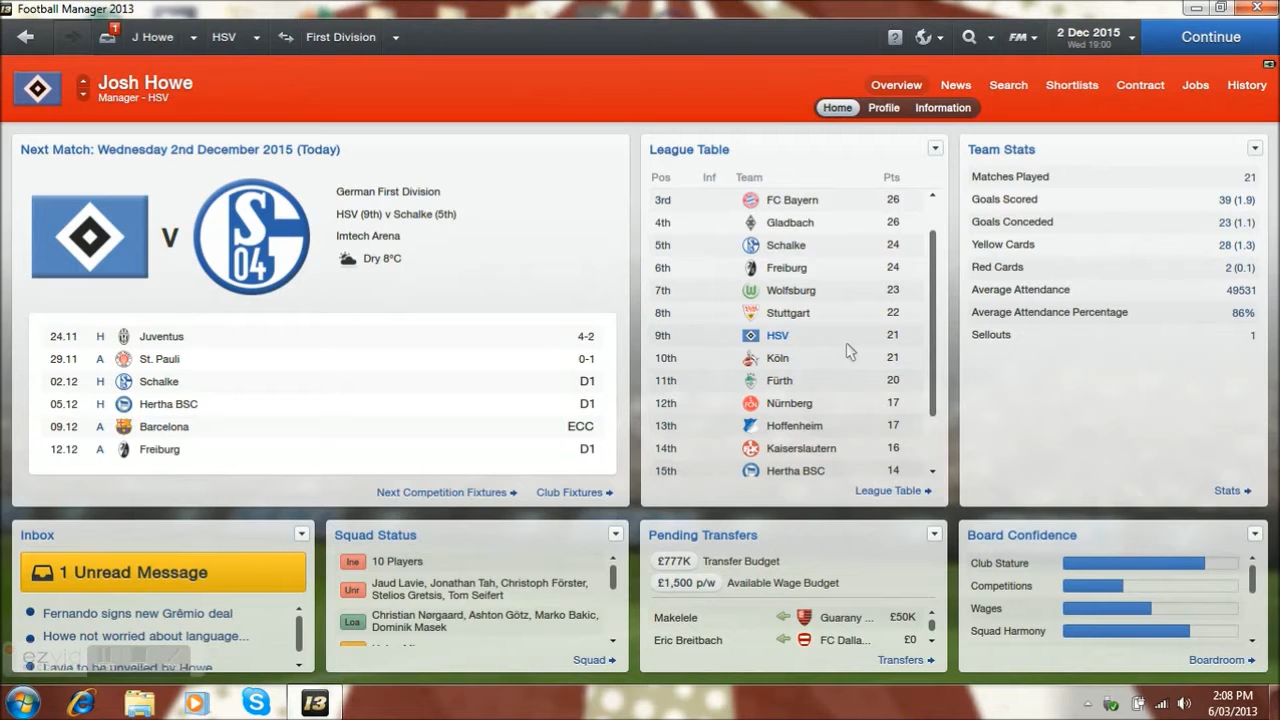 Football Manager 2013
1 J Howe HSV First Division ? FM 2 Dec 2015 Wed 19:00 Continue
Josh Howe
Manager - HSV
Overview News Search Shortlists Contract Jobs History
Home Profile Information
Next Match: Wednesday 2nd December 2015 (Today)
V
S 04
German First Division
HSV (9th) v Schalke (5th)
Imtech Arena
Dry 8°C
24.11 H Juventus 4-2
29.11 A St. Pauli 0-1
02.12 H Schalke D1
05.12 H Hertha BSC D1
09.12 A Barcelona ECC
12.12 A Freiburg D1
Next Competition Fixtures Club Fixtures
League Table
Pos Inf Team Pts
3rd FC Bayern 26
4th Gladbach 26
5th Schalke 24
6th Freiburg 24
7th Wolfsburg 23
8th Stuttgart 22
9th HSV 21
10th Köln 21
11th Fürth 20
12th Nürnberg 17
13th Hoffenheim 17
14th Kaiserslautern 16
15th Hertha BSC 14
League Table
Team Stats
Matches Played 21
Goals Scored 39 (1.9)
Goals Conceded 23 (1.1)
Yellow Cards 28 (1.3)
Red Cards 2 (0.1)
Average Attendance 49531
Average Attendance Percentage 86%
Sellouts 1
Stats
Inbox
1 Unread Message
Fernando signs new Grêmio deal
Howe not worried about language...
Lavie to be unveiled by Howe
Squad Status
Ine 10 Players
Unr Jaud Lavie, Jonathan Tah, Christoph Förster,
Stelios Gretsis, Tom Seifert
Loa Christian Nørgaard, Ashton Götz, Marko Bakic,
Dominik Masek
Squad
Pending Transfers
£777K Transfer Budget
£1,500 p/w Available Wage Budget
Makelele Guarany ... £50K
Eric Breitbach FC Dalla... £0
Transfers
Board Confidence
Club Stature
Competitions
Wages
Squad Harmony
Boardroom
13
2:08 PM
6/03/2013